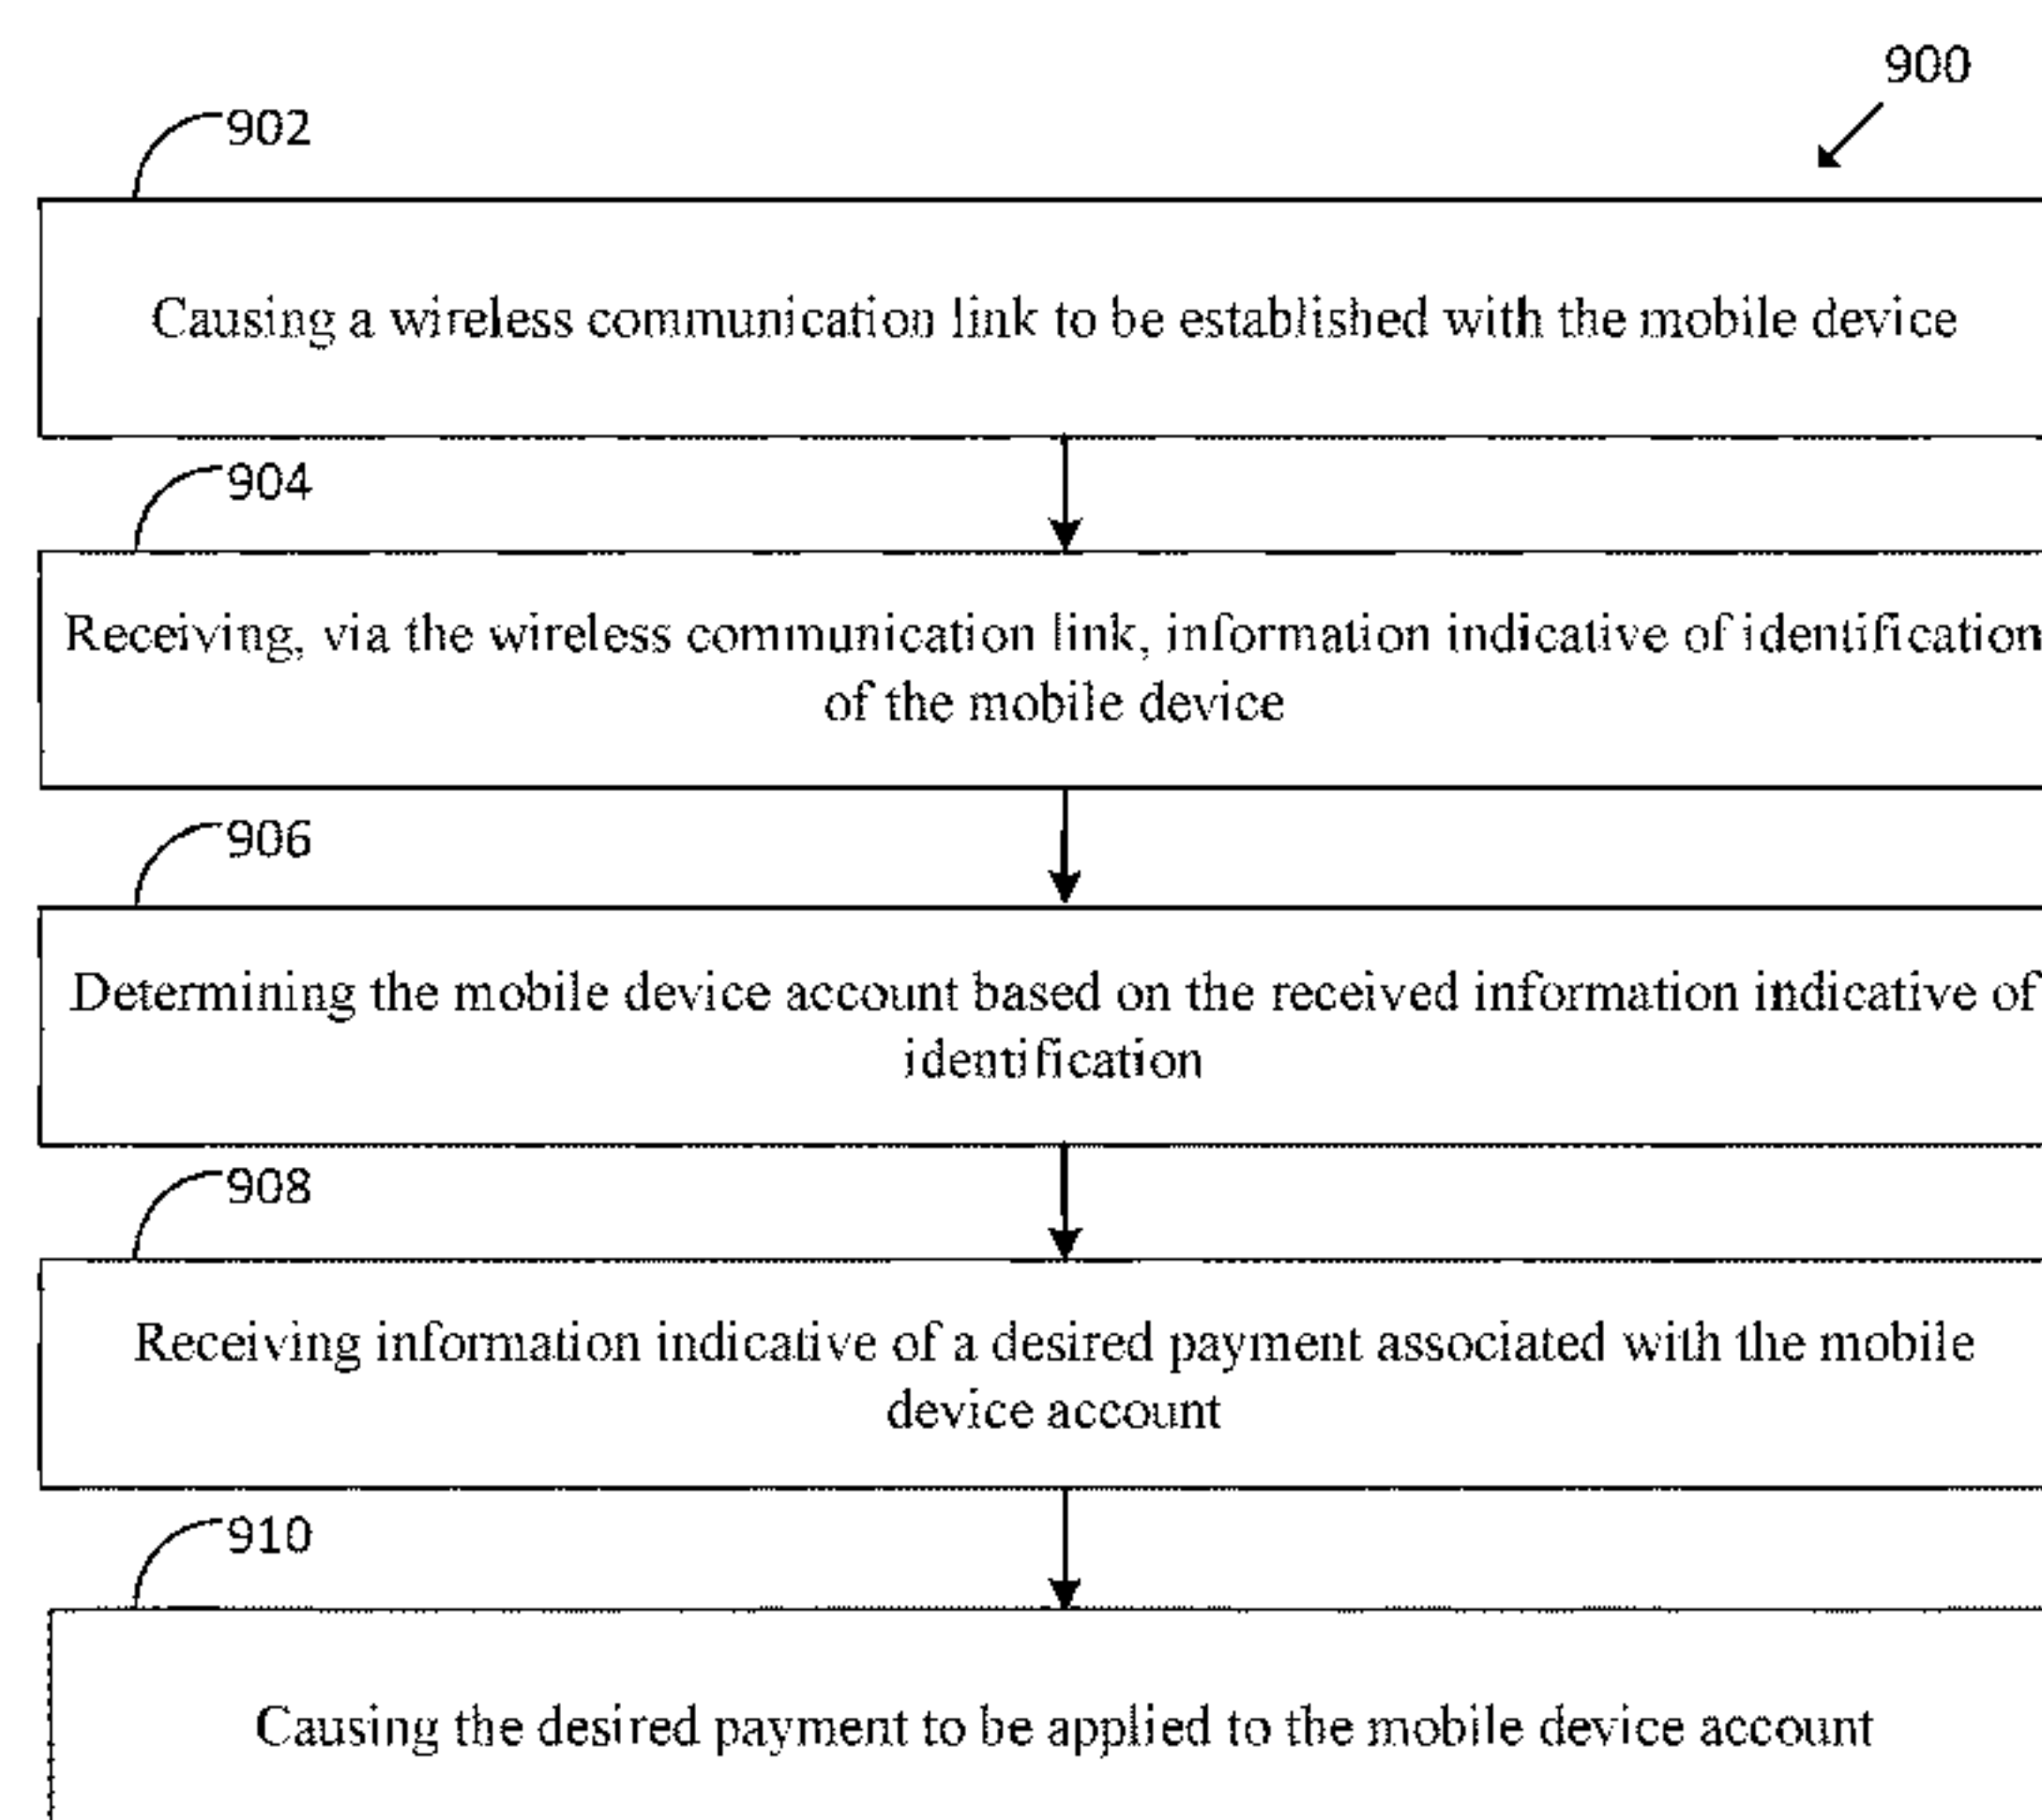 900
902
Causing a wireless communication link to be established with the mobile device
904
Receiving, via the wireless communication link, information indicative of identification
of the mobile device
906
Determining the mobile device account based on the received information indicative of
identification
908
Receiving information indicative of a desired payment associated with the mobile
device account
910
Causing the desired payment to be applied to the mobile device account